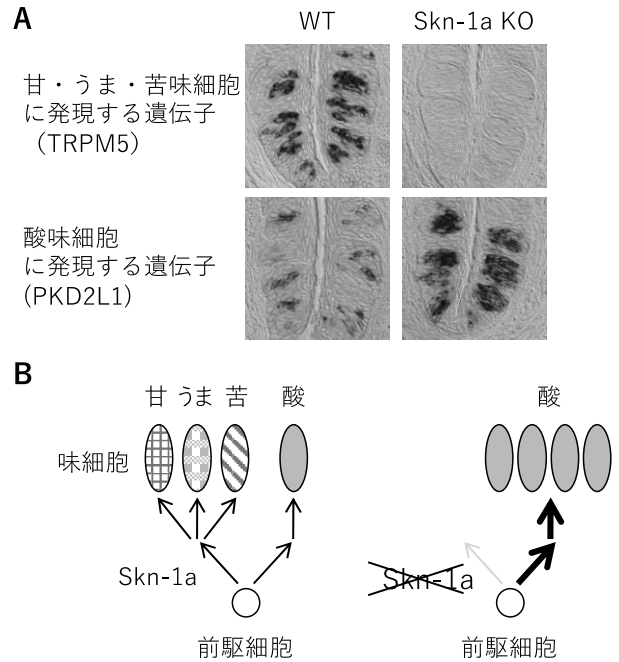 A
WT
Skn-1a KO
甘・うま・苦味細胞
に発現する遺伝子
（TRPM5）
酸味細胞
に発現する遺伝子
(PKD2L1)
B
甘 うま 苦 酸
酸
味細胞
Skn-1a
Skn-1a
前駆細胞
前駆細胞